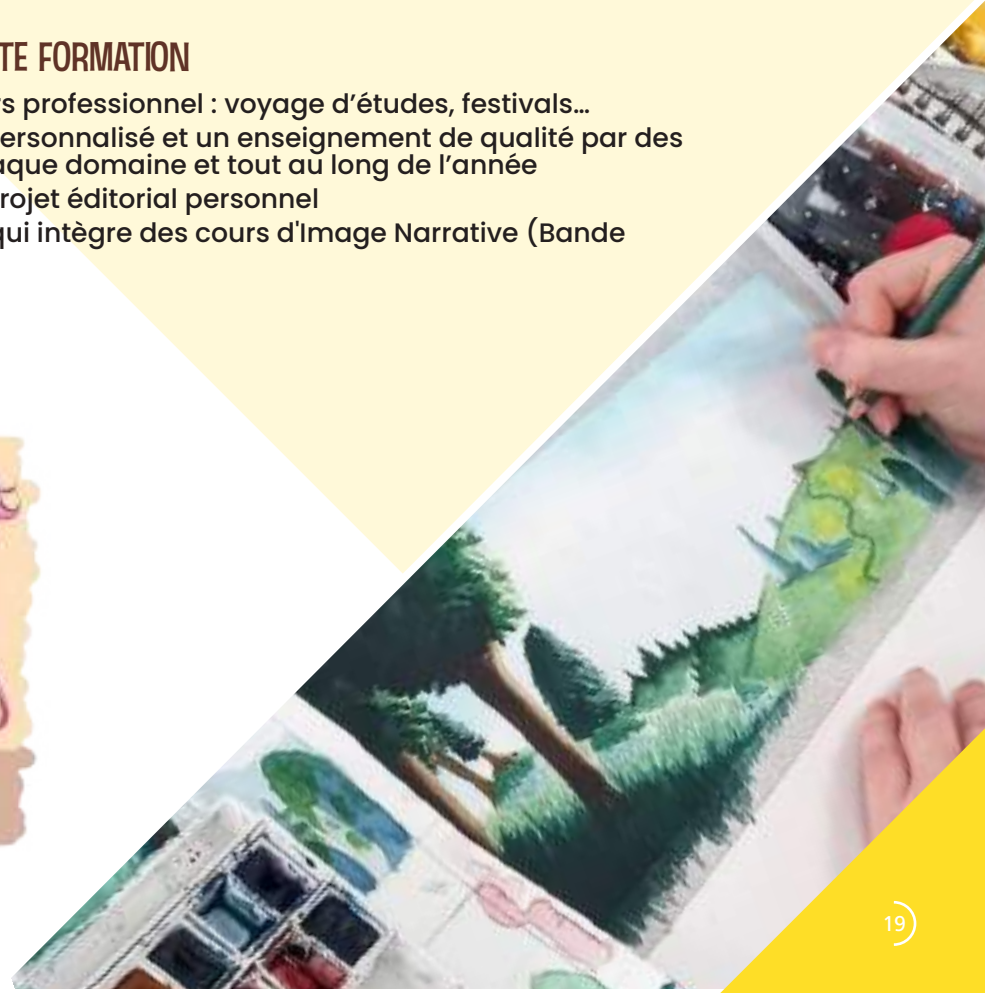 TE FORMATION
rs professionnel : voyage d’études, festivals…
ersonnalisé et un enseignement de qualité par des
aque domaine et tout au long de l’année
rojet éditorial personnel
qui intègre des cours d'Image Narrative (Bande
19